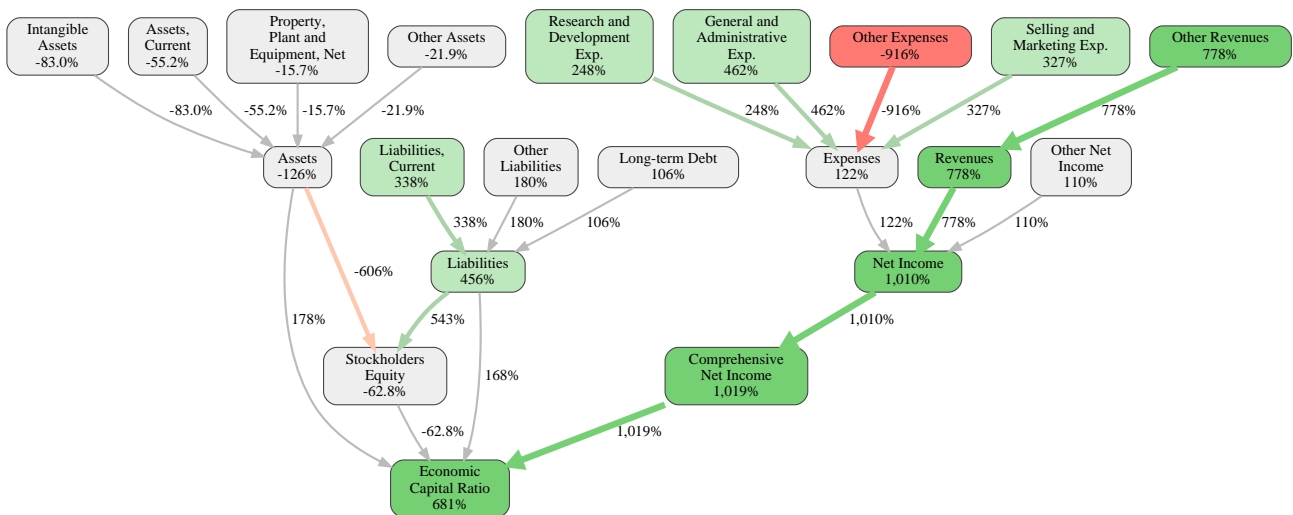 Intangible
Assets
-83.0%
Assets,
Current
-55.2%
Property,
Plant and
Equipment, Net
-15.7%
Other Assets
-21.9%
Research and
Development
Exp.
248%
General and
Administrative
Exp.
462%
Other Expenses
-916%
Selling and
Marketing Exp.
327%
Other Revenues
778%
-83.0%
-55.2%
-15.7%
-21.9%
248%
462%
-916%
327%
778%
Assets
-126%
Liabilities,
Current
338%
Other
Liabilities
180%
Long-term Debt
106%
Expenses
122%
Revenues
778%
Other Net
Income
110%
338%
180%
106%
122%
778%
110%
Liabilities
456%
Net Income
1,010%
-606%
178%
543%
168%
1,010%
Stockholders
Equity
-62.8%
Comprehensive
Net Income
1,019%
-62.8%
1,019%
Economic
Capital Ratio
681%